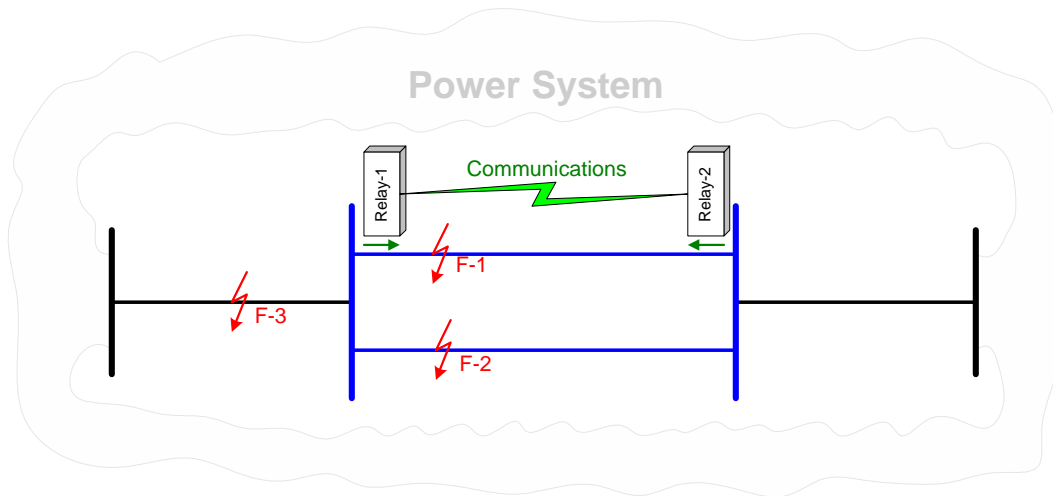 Power System
Communications
Relay-1
Relay-2
F-1
F-3
F-2